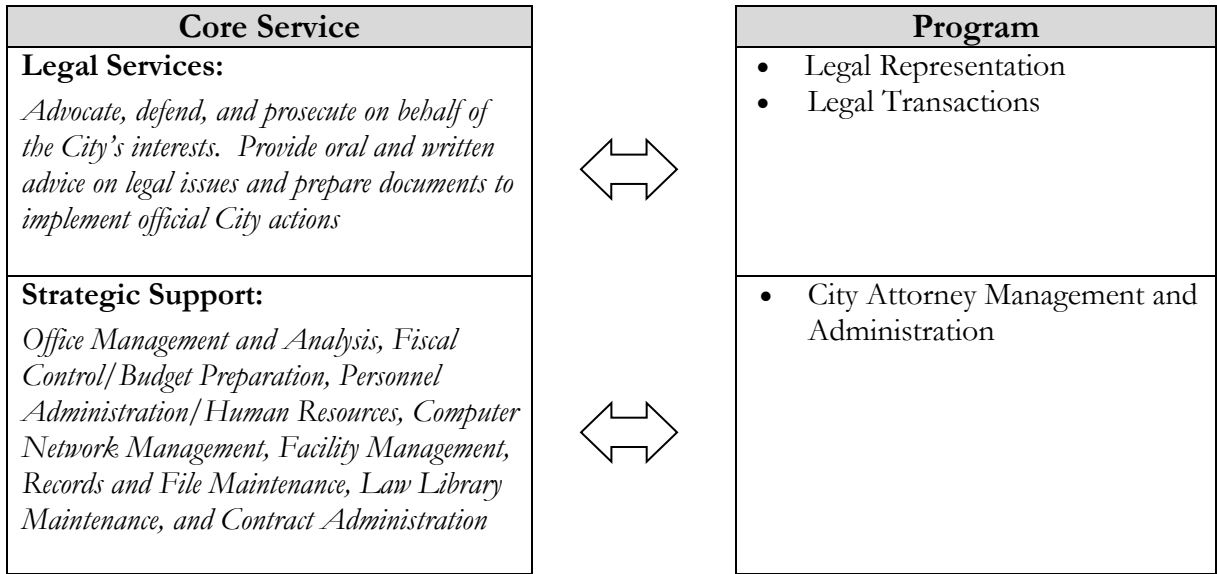 Core Service
Legal Services:
Advocate, defend, and prosecute on behalf of
the City’s interests.  Provide oral and written
advice on legal issues and prepare documents to
implement official City actions
Strategic Support:
Office Management and Analysis, Fiscal
Control/Budget Preparation, Personnel
Administration/Human Resources, Computer
Network Management, Facility Management,
Records and File Maintenance, Law Library
Maintenance, and Contract Administration
Program
• Legal Representation
• Legal Transactions
• City Attorney Management and
Administration